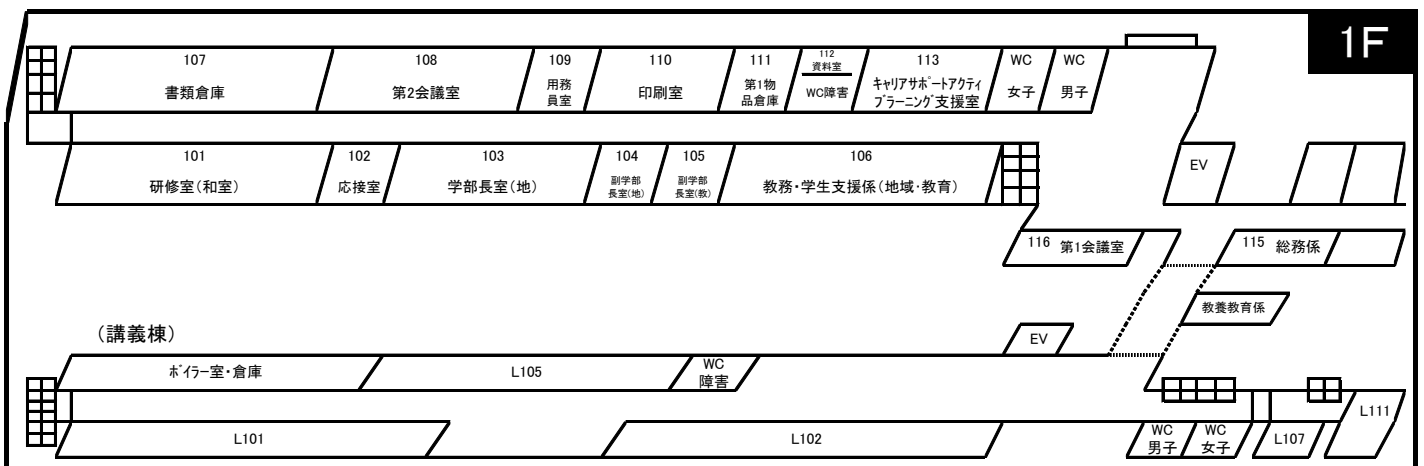 1F
107
書類倉庫
108
第2会議室
109
用務
員室
110
印刷室
111
第1物
品倉庫
112
資料室
WC障害
113
キャリアサポートアクティ
ブラーニング支援室
WC
女子
WC
男子
101
研修室(和室)
102
応接室
103
学部長室(地)
104
副学部
長室(地)
105
副学部
長室(教)
106
教務・学生支援係(地域・教育)
EV
116 第1会議室
115 総務係
教養教育係
(講義棟)
EV
ボイラー室・倉庫
L105
WC
障害
L101
L102
WC
男子
WC
女子
L107
L111